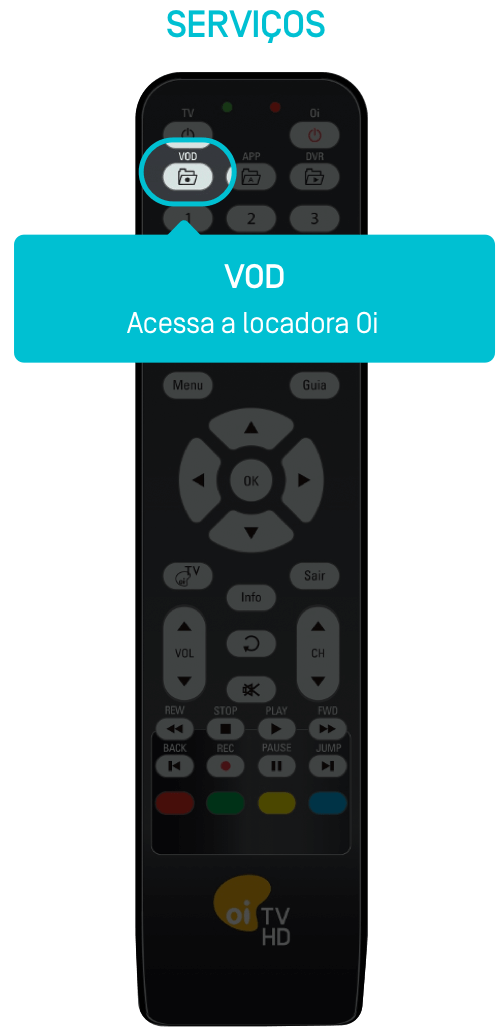 SERVIÇOS
TV Oi
VOD APP DVR
1 2 3
VOD
Acessa a locadora Oi
Menu Guia
OK
oi TV Sair
Info
VOL CH
REW STOP PLAY FWD
BACK REC PAUSE JUMP
oi TV
HD